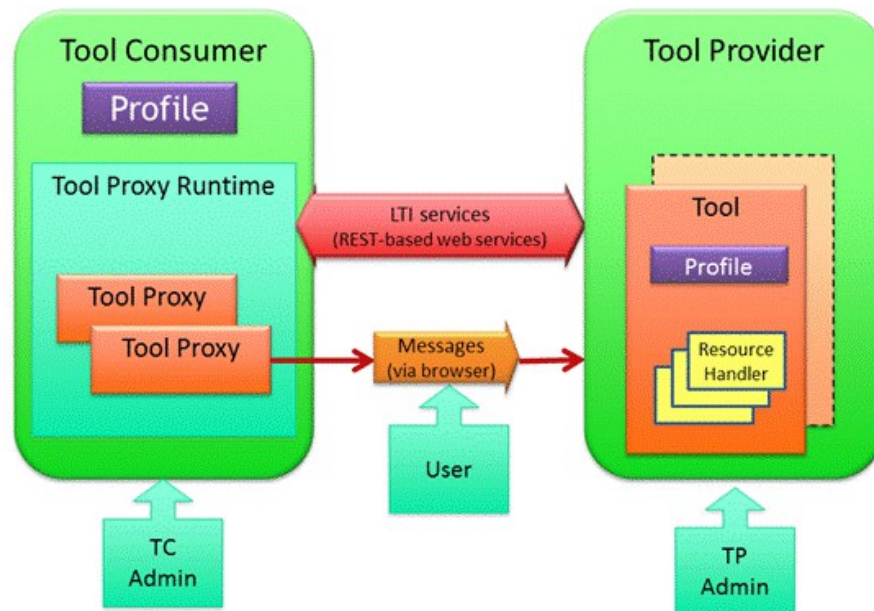 Tool Consumer
Profile
Tool Proxy Runtime
Tool Proxy
Tool Proxy
LTI services
(REST-based web services)
Messages
(via browser)
User
TC
Admin
Tool Provider
Tool
Profile
Resource
Handler
TP
Admin